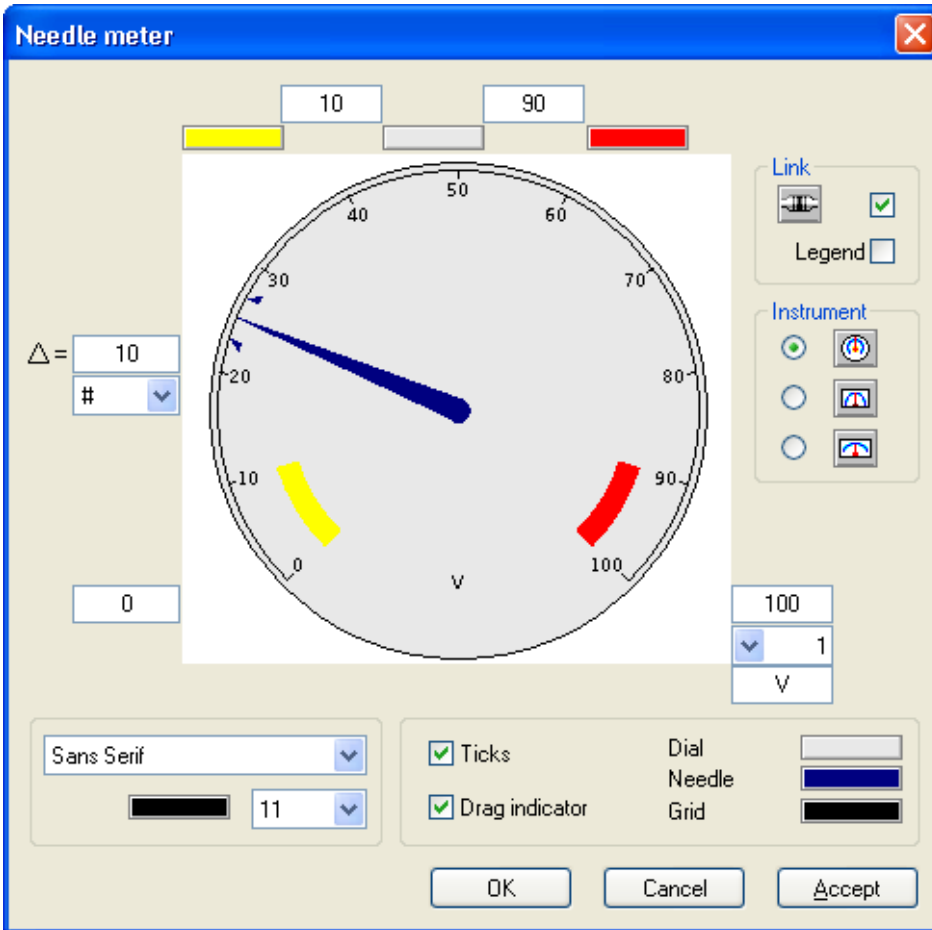 Needle meter
10 90
50
40 60
30 70
20 80
10 90
0 100
V
Link
Legend
Instrument
△= 10
#
0
100
1
V
Sans Serif
11
Ticks
Drag indicator
Dial
Needle
Grid
OK Cancel Accept